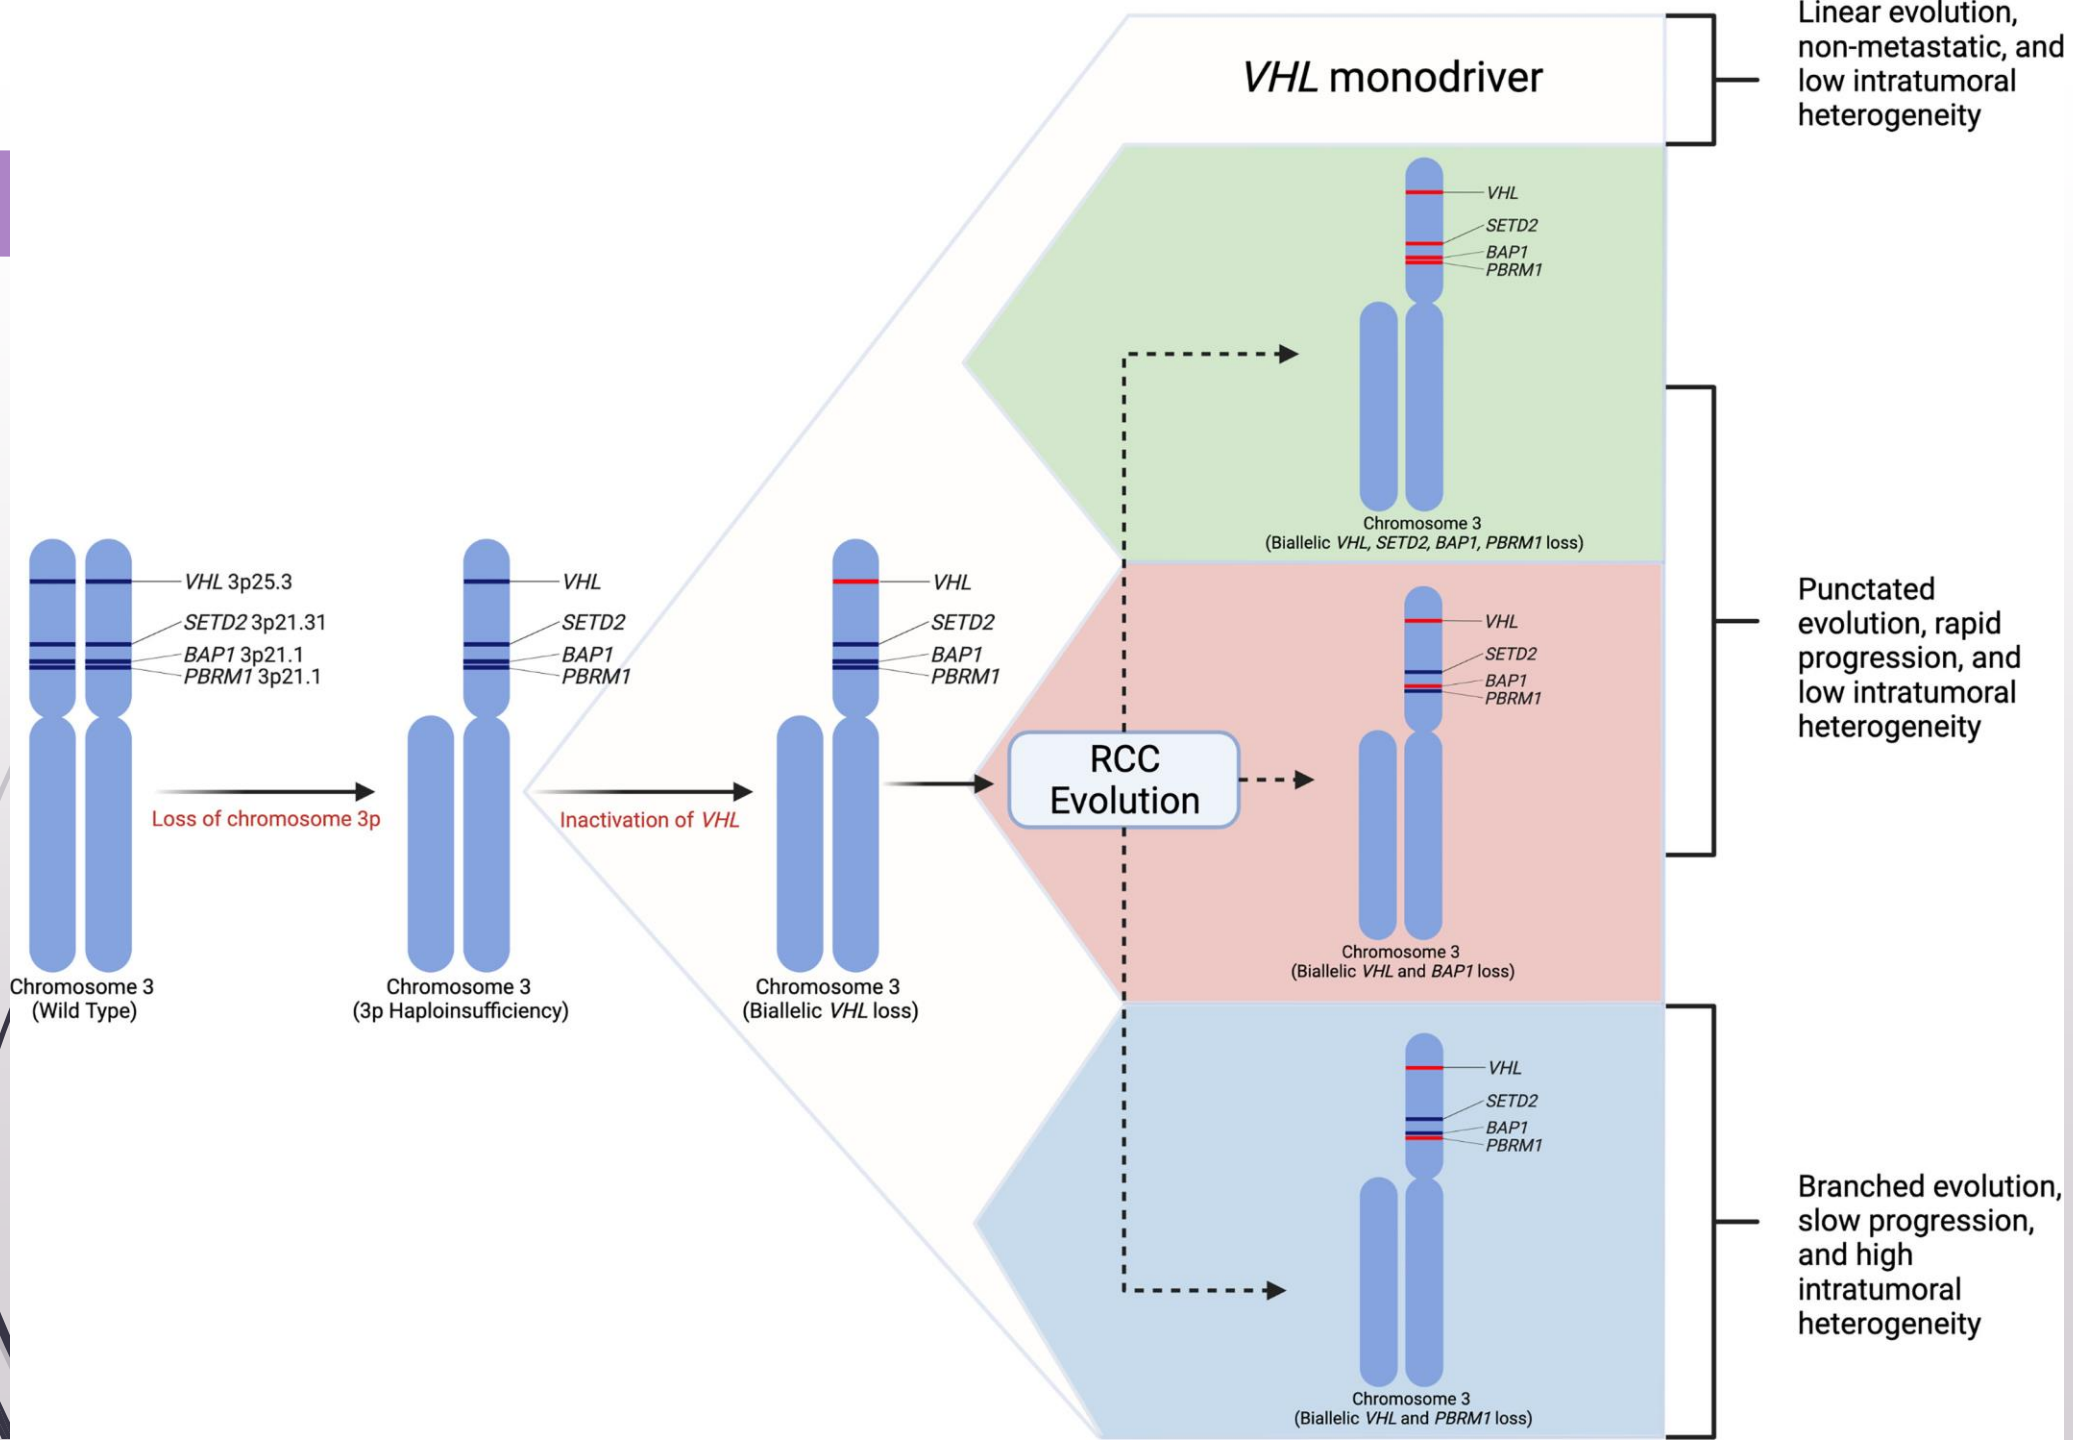 VHL 3p25.3
SETD2 3p21.31
BAP1 3p21.1
PBRM1 3p21.1
Chromosome 3
(Wild Type)
Loss of chromosome 3p
VHL
SETD2
BAP1
PBRM1
Chromosome 3
(3p Haploinsufficiency)
Inactivation of VHL
VHL
SETD2
BAP1
PBRM1
Chromosome 3
(Biallelic VHL loss)
RCC
Evolution
VHL monodriver
VHL
SETD2
BAP1
PBRM1
Chromosome 3
(Biallelic VHL, SETD2, BAP1, PBRM1 loss)
VHL
SETD2
BAP1
PBRM1
Chromosome 3
(Biallelic VHL and BAP1 loss)
VHL
SETD2
BAP1
PBRM1
Chromosome 3
(Biallelic VHL and PBRM1 loss)
Linear evolution,
non-metastatic, and
low intratumoral
heterogeneity
Punctated
evolution, rapid
progression, and
low intratumoral
heterogeneity
Branched evolution,
slow progression,
and high
intratumoral
heterogeneity